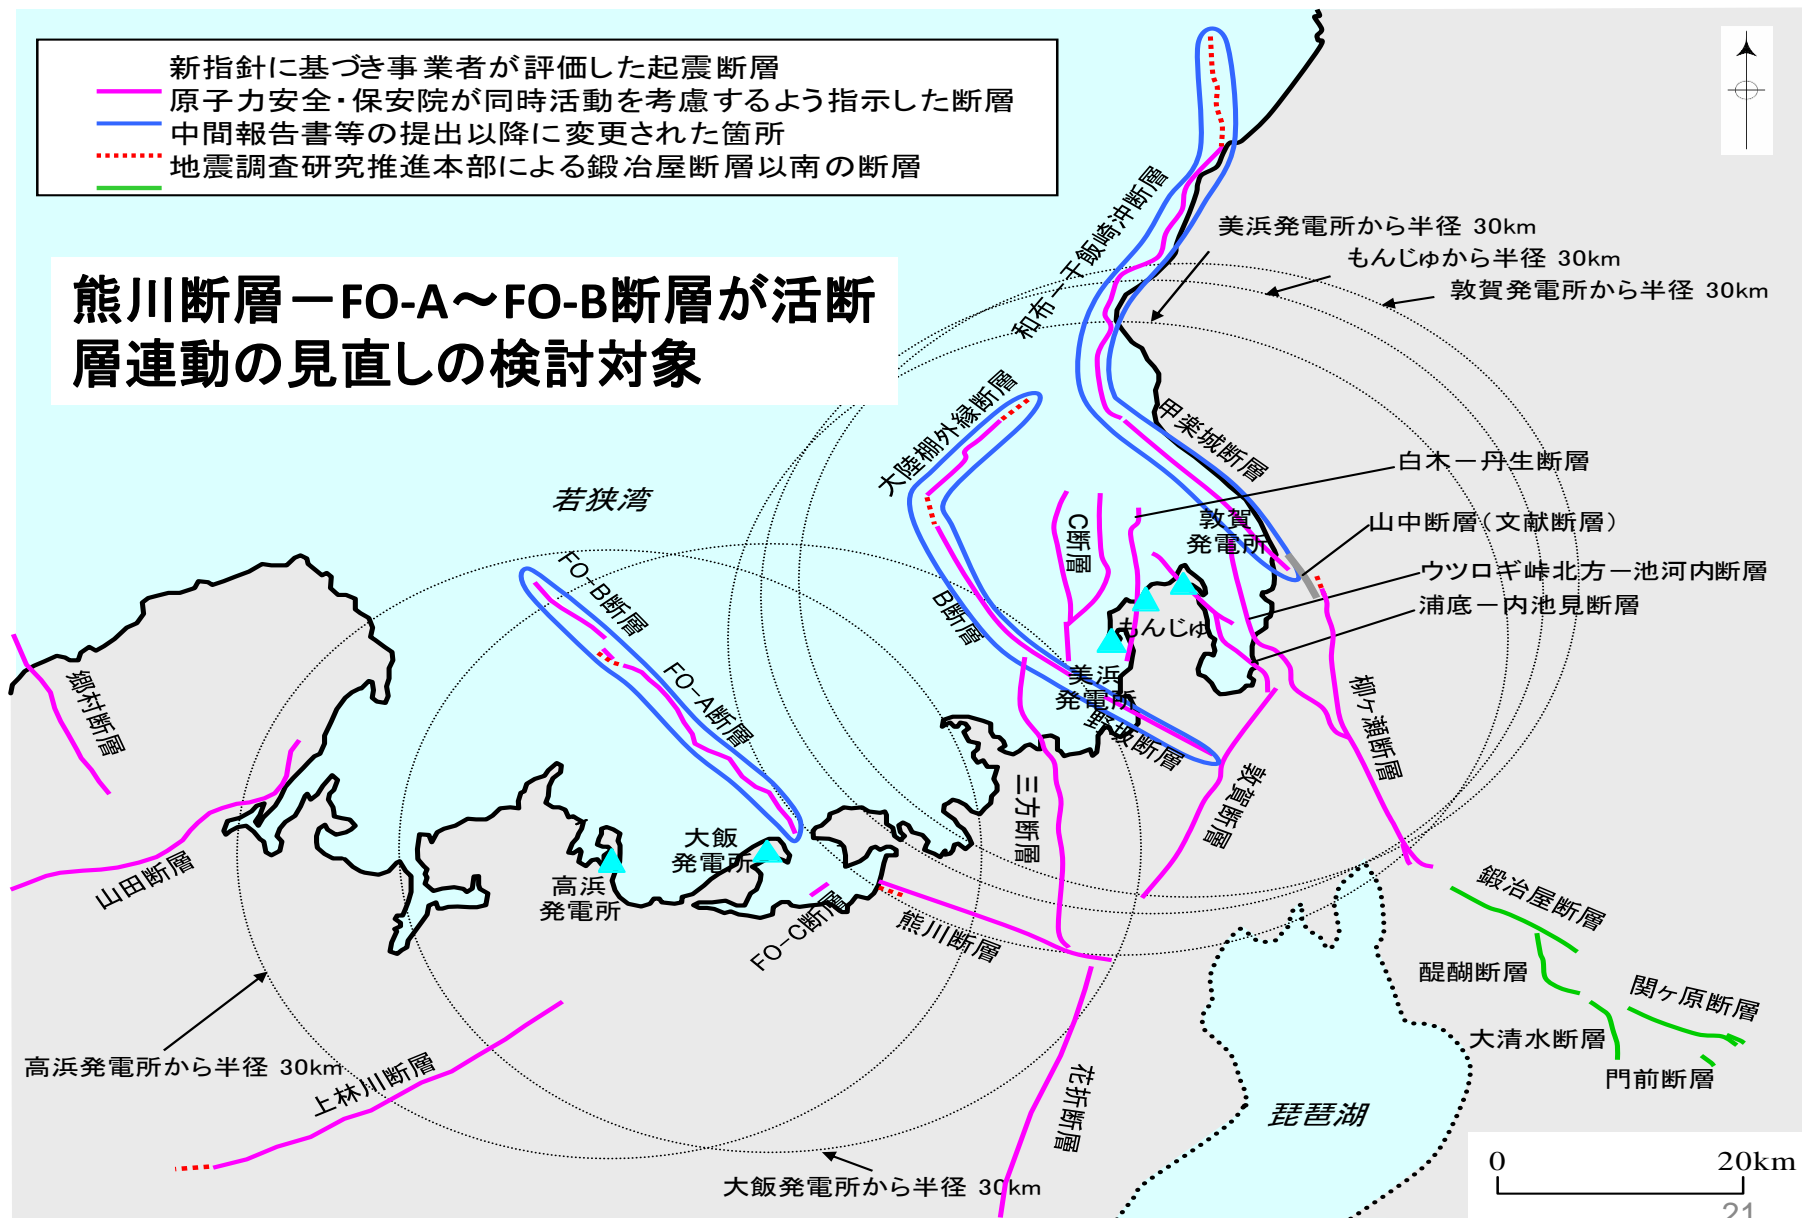 新指針に基づき事業者が評価した起震断層
原子力安全・保安院が同時活動を考慮するよう指示した断層
中間報告書等の提出以降に変更された箇所
地震調査研究推進本部による鍛冶屋断層以南の断層
熊川断層－FO-A～FO-B断層が活断
層連動の見直しの検討対象
和布－干飯崎沖断層
美浜発電所から半径 30km
もんじゅから半径 30km
敦賀発電所から半径 30km
大陸棚外縁断層
甲楽城断層
白木－丹生断層
若狭湾
C断層
敦賀
発電所
山中断層（文献断層）
FO-B断層
B断層
ウツロギ峠北方－池河内断層
浦底－内池見断層
もんじゅ
郷村断層
FO-A断層
美浜
発電所
野坂断層
柳ヶ瀬断層
三方断層
敦賀断層
山田断層
大飯
発電所
高浜
発電所
FO-C断層
熊川断層
鍛冶屋断層
醍醐断層
関ヶ原断層
大清水断層
門前断層
高浜発電所から半径 30km
上林川断層
花折断層
琵琶湖
大飯発電所から半径 30km
0 20km
21